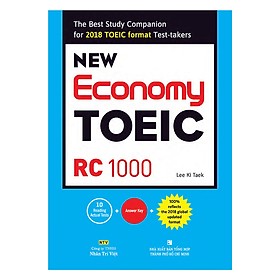 The Best Study Companion
for 2018 TOEIC format Test-takers
NEW
Economy
TOEIC
RC 1000
Lee Ki Taek
10
Reading
Actual Tests
+
Answer Key
+
100%
reflects
the 2018 global
updated
format
NTV
Công ty TNHH
Nhân Trí Việt
NHÀ XUẤT BẢN TỔNG HỢP
THÀNH PHỐ HỒ CHÍ MINH